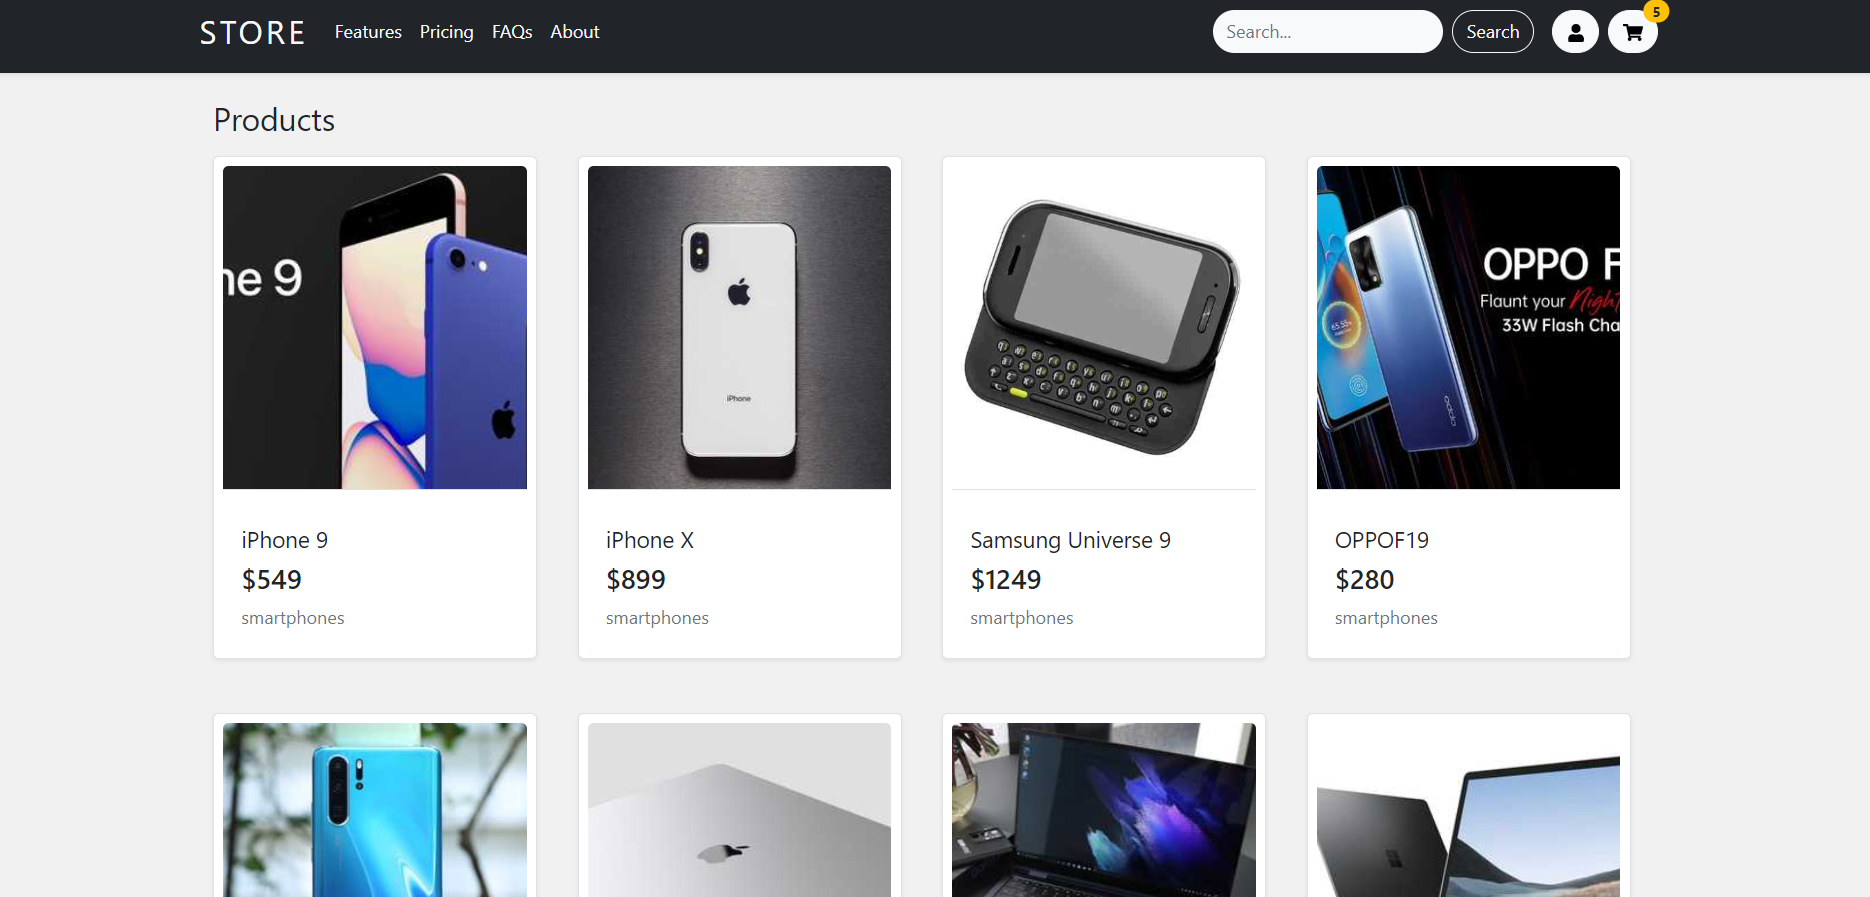 STORE Features Pricing FAQs About Search... Search 5
Products
ne 9
iPhone
OPPO F
Flaunt your Night
33W Flash Cha
oppo
iPhone 9
$549
smartphones
iPhone X
$899
smartphones
Samsung Universe 9
$1249
smartphones
OPPOF19
$280
smartphones